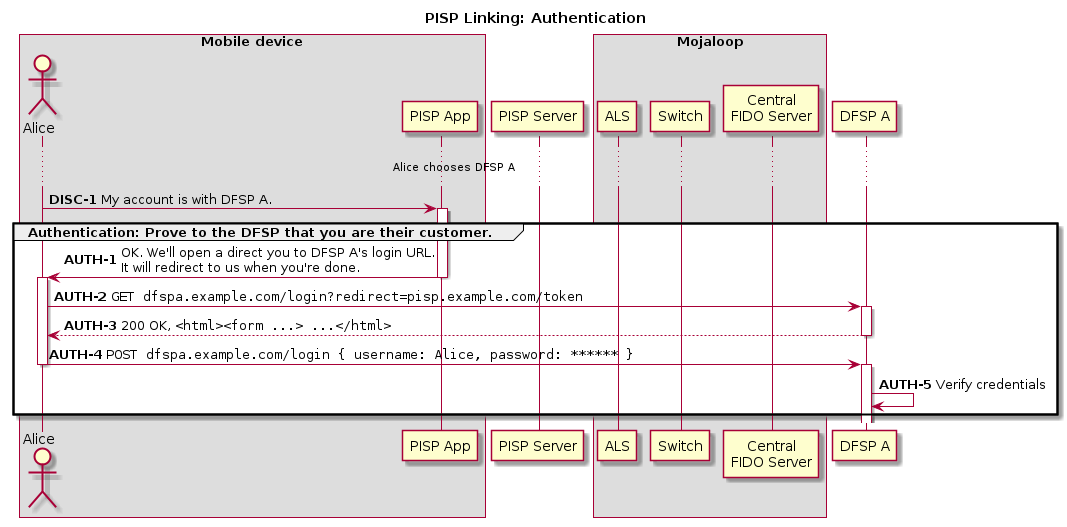 PISP Linking: Authentication
Mobile device
Mojaloop
Alice
PISP App
PISP Server
ALS
Switch
Central
FIDO Server
DFSP A
Alice chooses DFSP A
DISC-1 My account is with DFSP A.
Authentication: Prove to the DFSP that you are their customer.
AUTH-1 OK. We'll open a direct you to DFSP A's login URL.
It will redirect to us when you're done.
AUTH-2 GET dfspa.example.com/login?redirect=pisp.example.com/token
AUTH-3 200 OK, <html><form ...> ...</html>
AUTH-4 POST dfspa.example.com/login { username: Alice, password: ****** }
AUTH-5 Verify credentials
Alice
PISP App
PISP Server
ALS
Switch
Central
FIDO Server
DFSP A